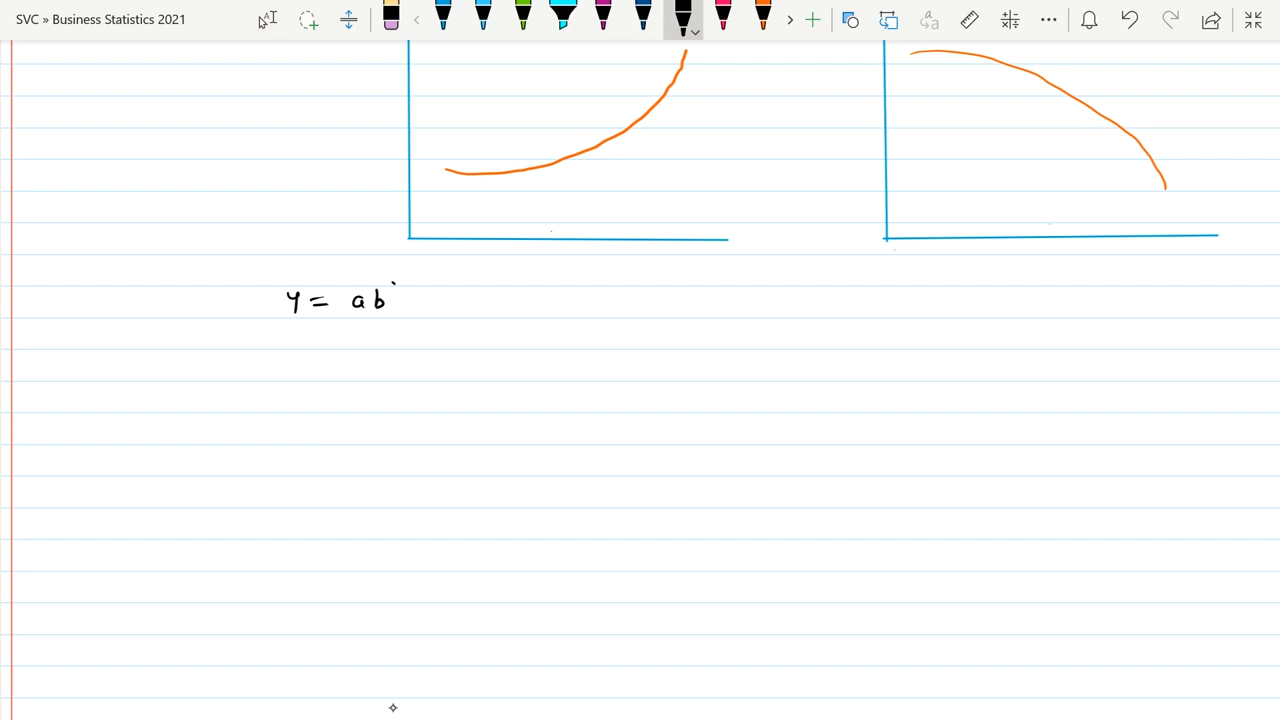 SVC » Business Statistics 2021
y = ab